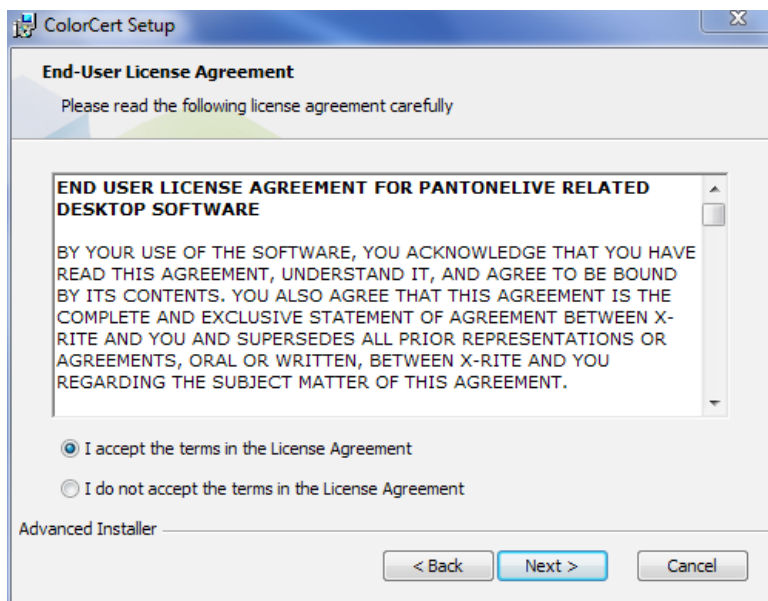 ColorCert Setup
End-User License Agreement
Please read the following license agreement carefully
END USER LICENSE AGREEMENT FOR PANTONELIVE RELATED
DESKTOP SOFTWARE
BY YOUR USE OF THE SOFTWARE, YOU ACKNOWLEDGE THAT YOU HAVE
READ THIS AGREEMENT, UNDERSTAND IT, AND AGREE TO BE BOUND
BY ITS CONTENTS. YOU ALSO AGREE THAT THIS AGREEMENT IS THE
COMPLETE AND EXCLUSIVE STATEMENT OF AGREEMENT BETWEEN X-
RITE AND YOU AND SUPERSEDES ALL PRIOR REPRESENTATIONS OR
AGREEMENTS, ORAL OR WRITTEN, BETWEEN X-RITE AND YOU
REGARDING THE SUBJECT MATTER OF THIS AGREEMENT.
I accept the terms in the License Agreement
I do not accept the terms in the License Agreement
Advanced Installer
< Back Next > Cancel